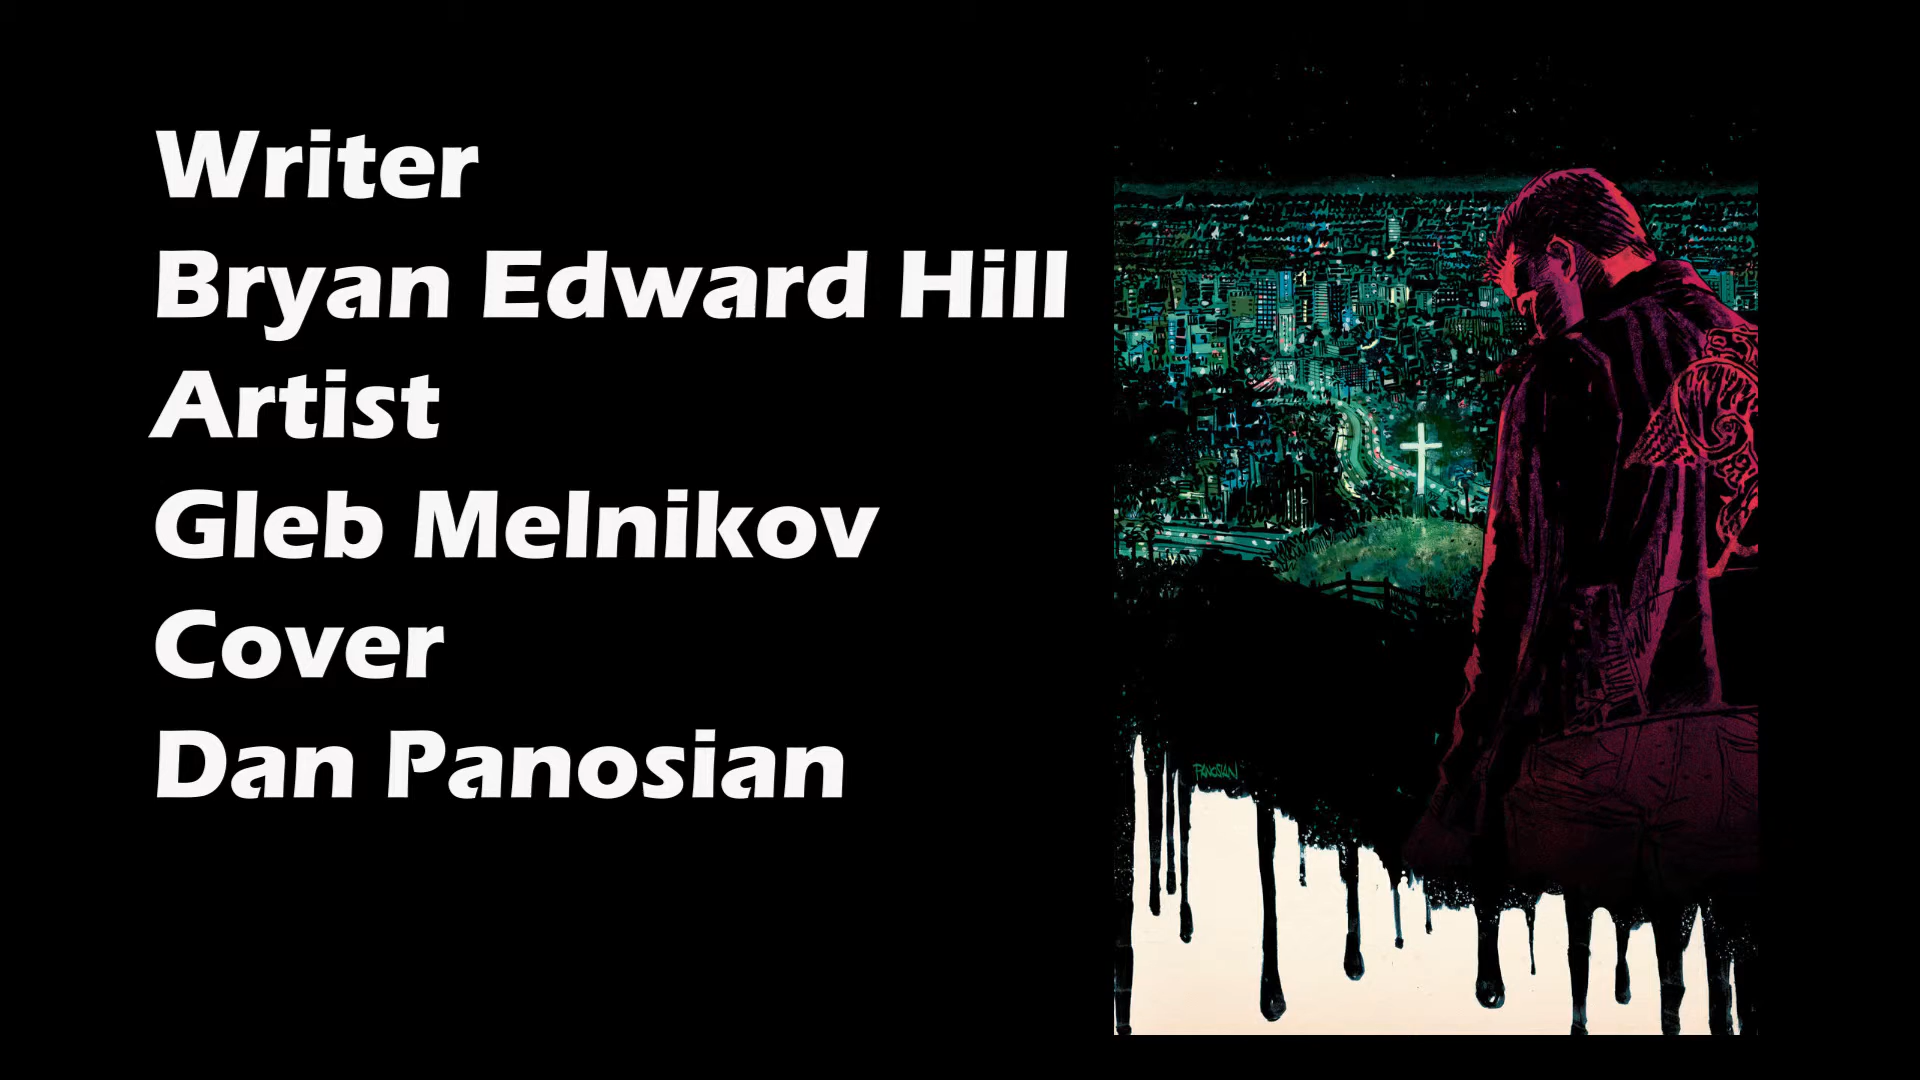 Writer
Bryan Edward Hill
Artist
Gleb Melnikov
Cover
Dan Panosian
PANOSIAN